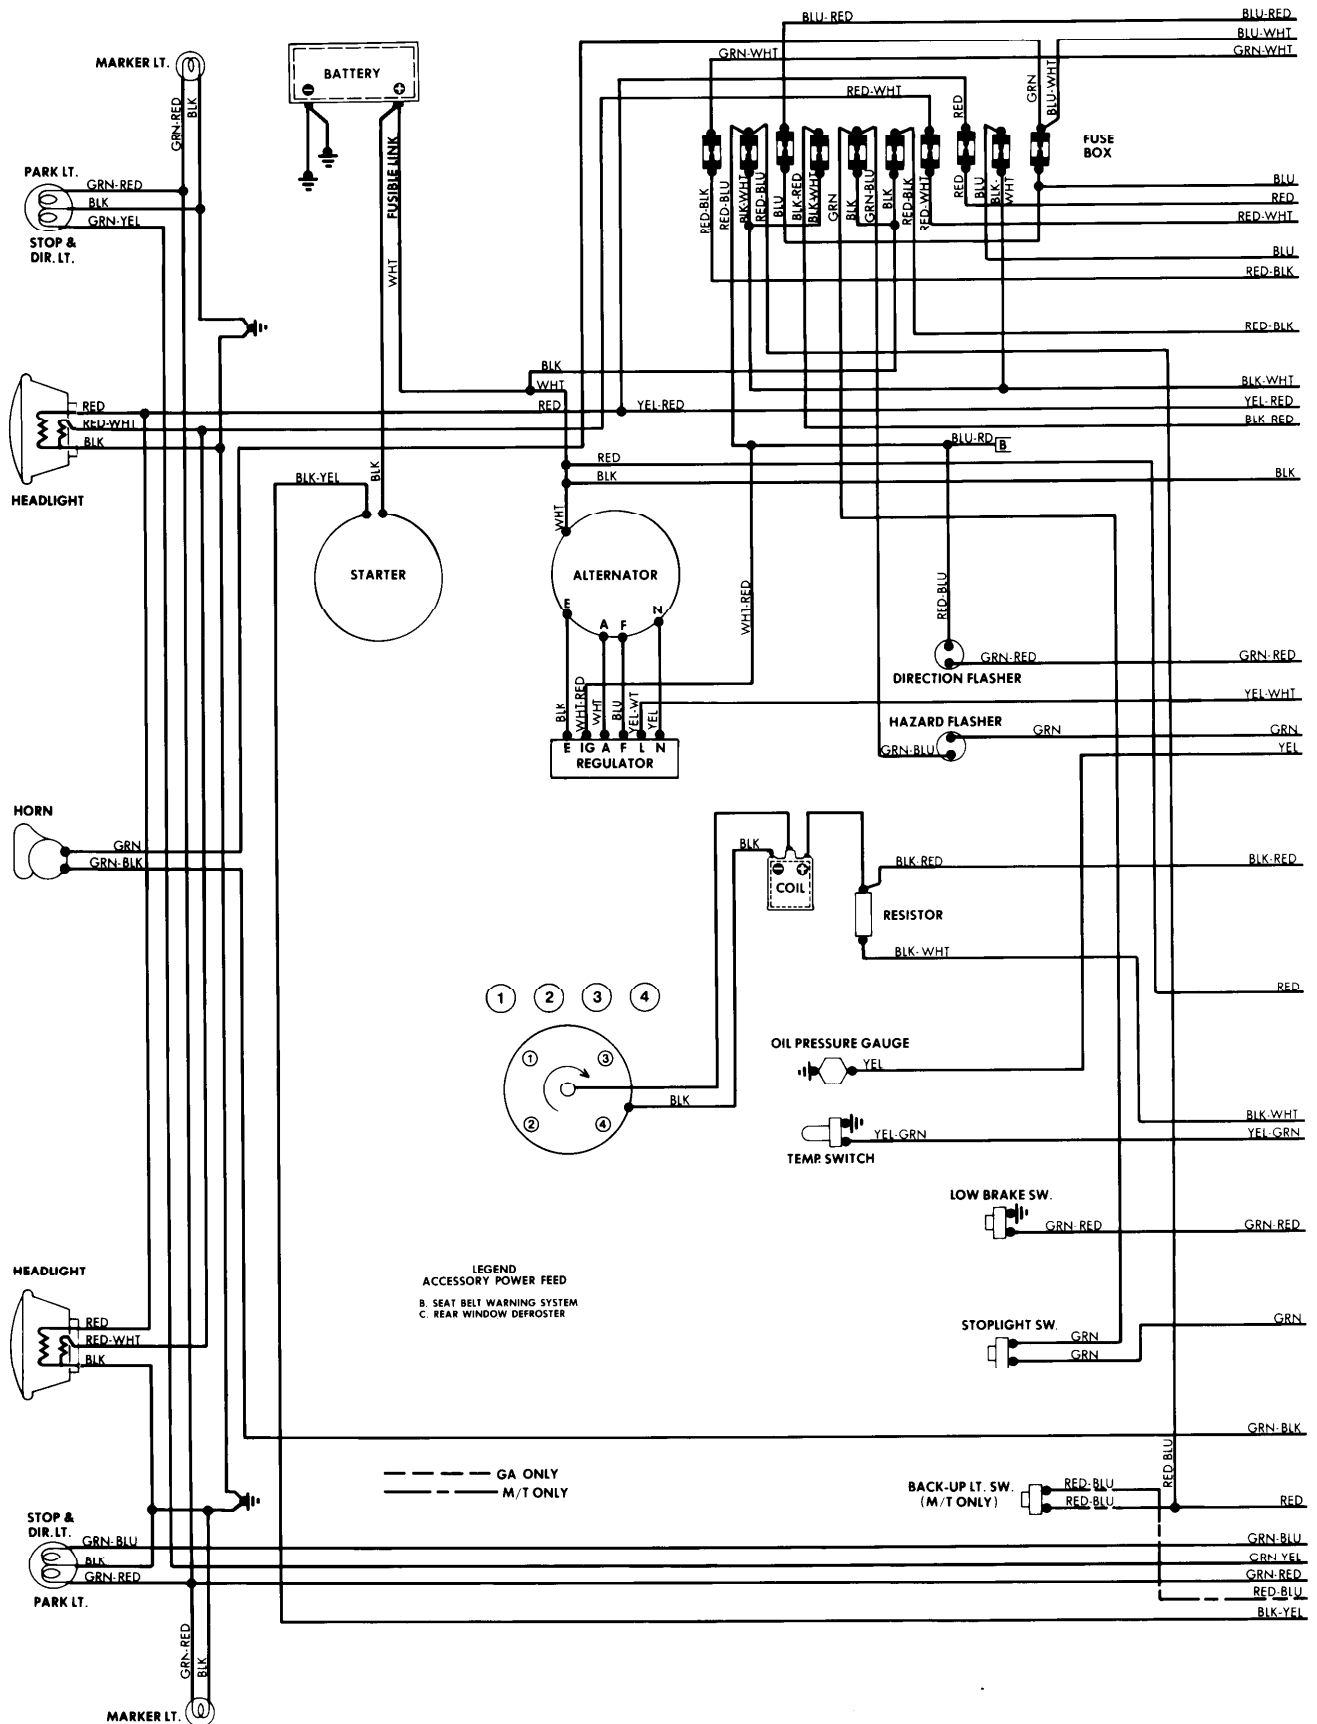 BLU-RED
BLU-RED
BLU-WHT
GRN-WHT
GRN-WHT
MARKER LT.
BATTERY
RED-WHT
GRN
BLU-WHT
RED
GRN-RED
BLK
FUSE
BOX
FUSIBLE LINK
PARK LT.
GRN-RED
BLK
GRN-YEL
STOP &
DIR. LT.
RED-BLK
RED-BLU
BLK-WHT
RED-BLU
BLU
BLK-RED
BLK-WHT
GRN
BLK
GRN-BLU
BLK
RED-BLK
RED-WHT
RED
BLU
BLK-
WHT
BLU
RED
RED-WHT
BLU
RED-BLK
WHT
RED-BLK
BLK
WHT
BLK-WHT
RED
RED
YEL-RED
YEL-RED
RED-WHT
BLK RED
BLK
BLU-RD
B
HEADLIGHT
BLK-YEL
BLK
RED
BLK
BLK
WHT
STARTER
ALTERNATOR
E
A
F
N
WHT-RED
RED-BLU
GRN-RED
GRN-RED
DIRECTION FLASHER
BLK
WHT-RED
WHT
BLU
YEL-WT
YEL
YEL-WHT
HAZARD FLASHER
GRN
GRN
GRN-BLU
YEL
E IG A F L N
REGULATOR
HORN
GRN
GRN-BLK
BLK
BLK-RED
BLK-RED
COIL
RESISTOR
BLK-WHT
RED
1 2 3 4
OIL PRESSURE GAUGE
YEL
1
3
2
4
BLK
BLK-WHT
YEL-GRN
YEL-GRN
TEMP. SWITCH
LOW BRAKE SW.
GRN-RED
GRN-RED
HEADLIGHT
LEGEND
ACCESSORY POWER FEED
B. SEAT BELT WARNING SYSTEM
C. REAR WINDOW DEFROSTER
RED
RED-WHT
BLK
STOPLIGHT SW.
GRN
GRN
GRN
GRN-BLK
RED BLU
GA ONLY
M/T ONLY
BACK-UP LT. SW.
(M/T ONLY)
RED-BLU
RED-BLU
RED
STOP &
DIR. LT.
GRN-BLU
BLK
GRN-RED
PARK LT.
GRN-BLU
GRN YEL
GRN-RED
RED-BLU
BLK-YEL
GRN-RED
BLK
MARKER LT.